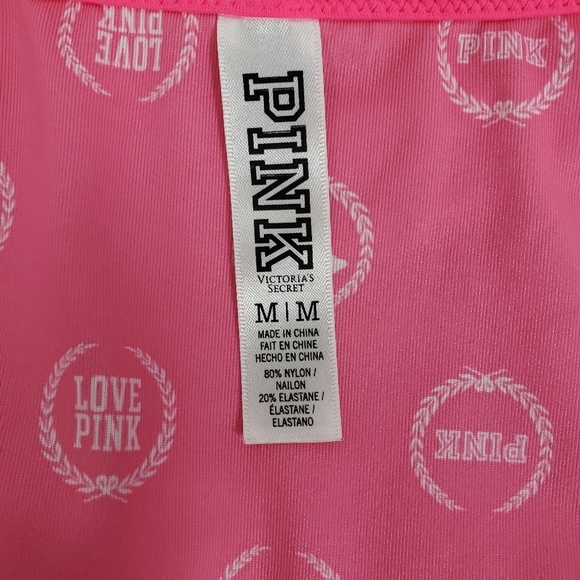 LOVE
PINK
PINK
PINK
VICTORIA'S
SECRET
M | M
MADE IN CHINA
FAIT EN CHINE
HECHO EN CHINA
80% NYLON /
NAILON
20% ELASTANE /
ÉLASTANE /
ELASTANO
LOVE
PINK
PINK